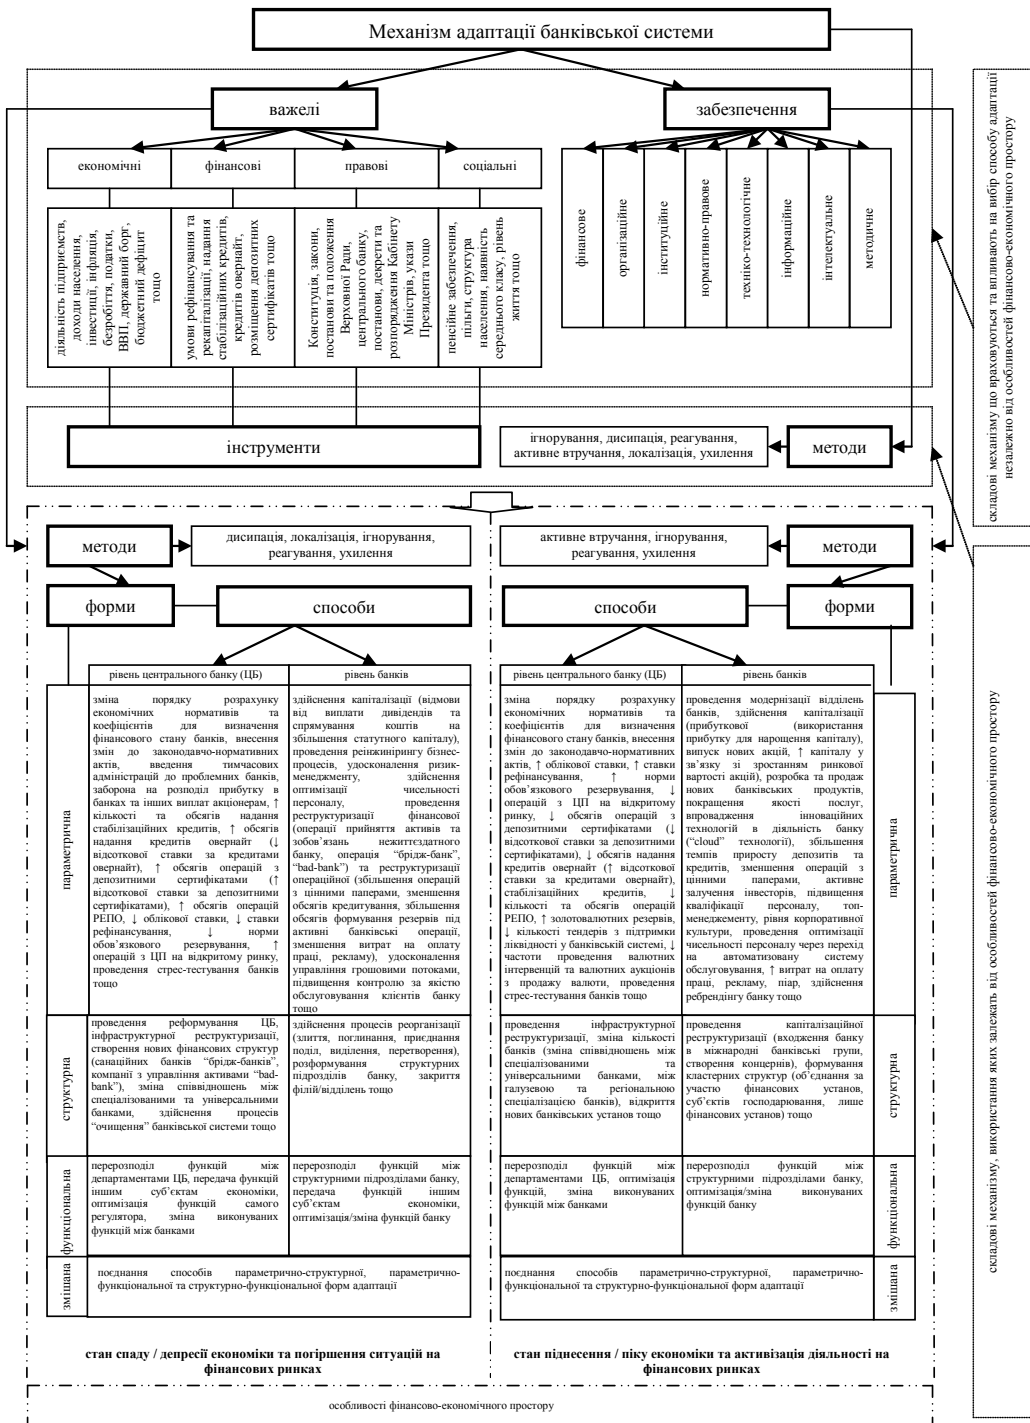 Механізм адаптації банківської системи
важелі
забезпечення
економічні
фінансові
правові
соціальні
діяльність підприємств,
доходи населення,
інвестиції, інфляція,
безробіття, податки,
ВВП, державний борг,
бюджетний дефіцит
тощо
умови рефінансування та
рекапіталізації, надання
стабілізаційних кредитів,
кредитів овернайт,
розміщення депозитних
сертифікатів тощо
Конституція, закони,
постанови та положення
Верховної Ради,
центрального банку,
постанови, декрети та
розпорядження Кабінету
Міністрів, укази
Президента тощо
пенсійне забезпечення,
пільги, структура
населення, наявність
середнього класу, рівень
життя тощо
фінансове
організаційне
інституційне
нормативно-правове
техніко-технологічне
інформаційне
інтелектуальне
методичне
складові механізму що враховуються та впливають на вибір способу адаптації
незалежно від особливостей фінансово-економічного простору
інструменти
ігнорування, дисипація, реагування,
активне втручання, локалізація, ухилення
методи
методи
дисипація, локалізація, ігнорування,
реагування, ухилення
форми
способи
рівень центрального банку (ЦБ)
рівень банків
параметрична
зміна порядку розрахунку
економічних нормативів та
коефіцієнтів для визначення
фінансового стану банків, внесення
змін до законодавчо-нормативних
актів, введення тимчасових
адміністрацій до проблемних банків,
заборона на розподіл прибутку в
банках та інших виплат акціонерам, ↑
кількості та обсягів надання
стабілізаційних кредитів, ↑ обсягів
надання кредитів овернайт (↓
відсоткової ставки за кредитами
овернайт), ↑ обсягів операцій з
депозитними сертифікатами (↑
відсоткової ставки за депозитними
сертифікатами), ↑ обсягів операцій
РЕПО, ↓ облікової ставки, ↓ ставки
рефінансування, ↓ норми
обов’язкового резервування, ↑
операцій з ЦП на відкритому ринку,
проведення стрес-тестування банків
тощо
здійснення капіталізації (відмови
від виплати дивідендів та
спрямування коштів на
збільшення статутного капіталу),
проведення реінжинірингу бізнес-
процесів, удосконалення ризик-
менеджменту, здійснення
оптимізації чисельності
персоналу, проведення
реструктуризації фінансової
(операції прийняття активів та
зобов’язань нежиттєздатного
банку, операція “брідж-банк”,
“bad-bank”) та реструктуризації
операційної (збільшення операцій
з цінними паперами, зменшення
обсягів кредитування, збільшення
обсягів формування резервів під
активні банківські операції,
зменшення витрат на оплату
праці, рекламу), удосконалення
управління грошовими потоками,
підвищення контролю за якістю
обслуговування клієнтів банку
тощо
структурна
проведення реформування ЦБ,
інфраструктурної реструктуризації,
створення нових фінансових структур
(санаційних банків “брідж-банків”,
компанії з управління активами “bad-
bank”), зміна співвідношень між
спеціалізованими та універсальними
банками, здійснення процесів
“очищення” банківської системи тощо
здійснення процесів реорганізації
(злиття, поглинання, приєднання
поділ, виділення, перетворення),
розформування структурних
підрозділів банку, закриття
філій/відділень тощо
функціональна
перерозподіл функцій між
департаментами ЦБ, передача функцій
іншим суб’єктам економіки,
оптимізація функцій самого
регулятора, зміна виконуваних
функцій між банками
перерозподіл функцій між
структурними підрозділами банку,
передача функцій іншим
суб’єктам економіки,
оптимізація/зміна функцій банку
змішана
поєднання способів параметрично-структурної, параметрично-
функціональної та структурно-функціональної форм адаптації
стан спаду / депресії економіки та погіршення ситуацій на
фінансових ринках
активне втручання, ігнорування,
реагування, ухилення
методи
способи
форми
рівень центрального банку (ЦБ)
рівень банків
зміна порядку розрахунку
економічних нормативів та
коефіцієнтів для визначення
фінансового стану банків, внесення
змін до законодавчо-нормативних
актів, ↑ облікової ставки, ↑ ставки
рефінансування, ↑ норми
обов’язкового резервування, ↓
операцій з ЦП на відкритому
ринку, ↓ обсягів операцій з
депозитними сертифікатами (↓
відсоткової ставки за депозитними
сертифікатами), ↓ обсягів надання
кредитів овернайт (↑ відсоткової
ставки за кредитами овернайт),
стабілізаційних кредитів, ↓
кількості та обсягів операцій
РЕПО, ↑ золотовалютних резервів,
↓ кількості тендерів з підтримки
ліквідності у банківській системі, ↓
частоти проведення валютних
інтервенцій та валютних аукціонів
з продажу валюти, проведення
стрес-тестування банків тощо
проведення модернізації відділень
банків, здійснення капіталізації
(прибуткової (використання
прибутку для нарощення капіталу),
випуск нових акцій, ↑ капіталу у
зв’язку зі зростанням ринкової
вартості акцій), розробка та продаж
нових банківських продуктів,
покращення якості послуг,
впровадження інноваційних
технологій в діяльність банку
(“cloud” технології), збільшення
темпів приросту депозитів та
кредитів, зменшення операцій з
цінними паперами, активне
залучення інвесторів, підвищення
кваліфікації персоналу, топ-
менеджменту, рівня корпоративної
культури, проведення оптимізації
чисельності персоналу через перехід
на автоматизовану систему
обслуговування, ↑ витрат на оплату
праці, рекламу, піар, здійснення
ребрендінгу банку тощо
параметрична
проведення інфраструктурної
реструктуризації, зміна кількості
банків (зміна співвідношень між
спеціалізованими та
універсальними банками, між
галузевою та регіональною
спеціалізацією банків), відкриття
нових банківських установ тощо
проведення капіталізаційної
реструктуризації (входження банку
в міжнародні банківські групи,
створення концернів), формування
кластерних структур (об’єднання за
участю фінансових установ,
суб’єктів господарювання, лише
фінансових установ) тощо
структурна
перерозподіл функцій між
департаментами ЦБ, оптимізація
функцій, зміна виконуваних
функцій між банками
перерозподіл функцій між
структурними підрозділами банку,
оптимізація/зміна виконуваних
функцій банку
функціональна
поєднання способів параметрично-структурної, параметрично-
функціональної та структурно-функціональної форм адаптації
змішана
стан піднесення / піку економіки та активізація діяльності на
фінансових ринках
складові механізму, використання яких залежать від особливостей фінансово-економічного простору
особливості фінансово-економічного простору